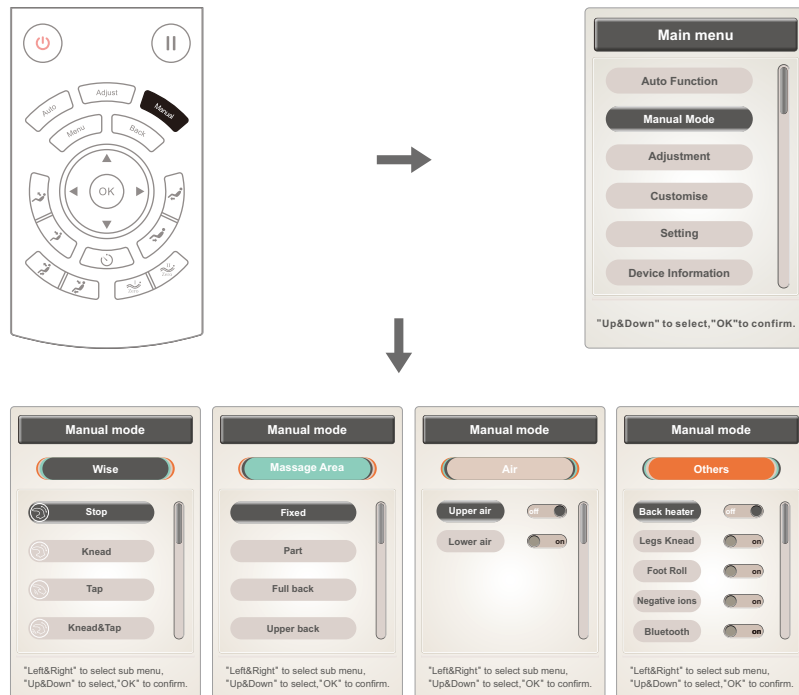 Auto
Adjust
Manual
Menu
Back
OK
Zero
Zero
Main menu
Auto Function
Manual Mode
Adjustment
Customise
Setting
Device Information
"Up&Down" to select,"OK"to confirm.
Manual mode
Wise
Stop
Knead
Tap
Knead&Tap
"Left&Right" to select sub menu,
"Up&Down" to select,"OK" to confirm.
Manual mode
Massage Area
Fixed
Part
Full back
Upper back
"Left&Right" to select sub menu,
"Up&Down" to select,"OK" to confirm.
Manual mode
Air
Upper air off
Lower air on
"Left&Right" to select sub menu,
"Up&Down" to select,"OK" to confirm.
Manual mode
Others
Back heater off
Legs Knead on
Foot Roll on
Negative ions on
Bluetooth on
"Left&Right" to select sub menu,
"Up&Down" to select,"OK" to confirm.